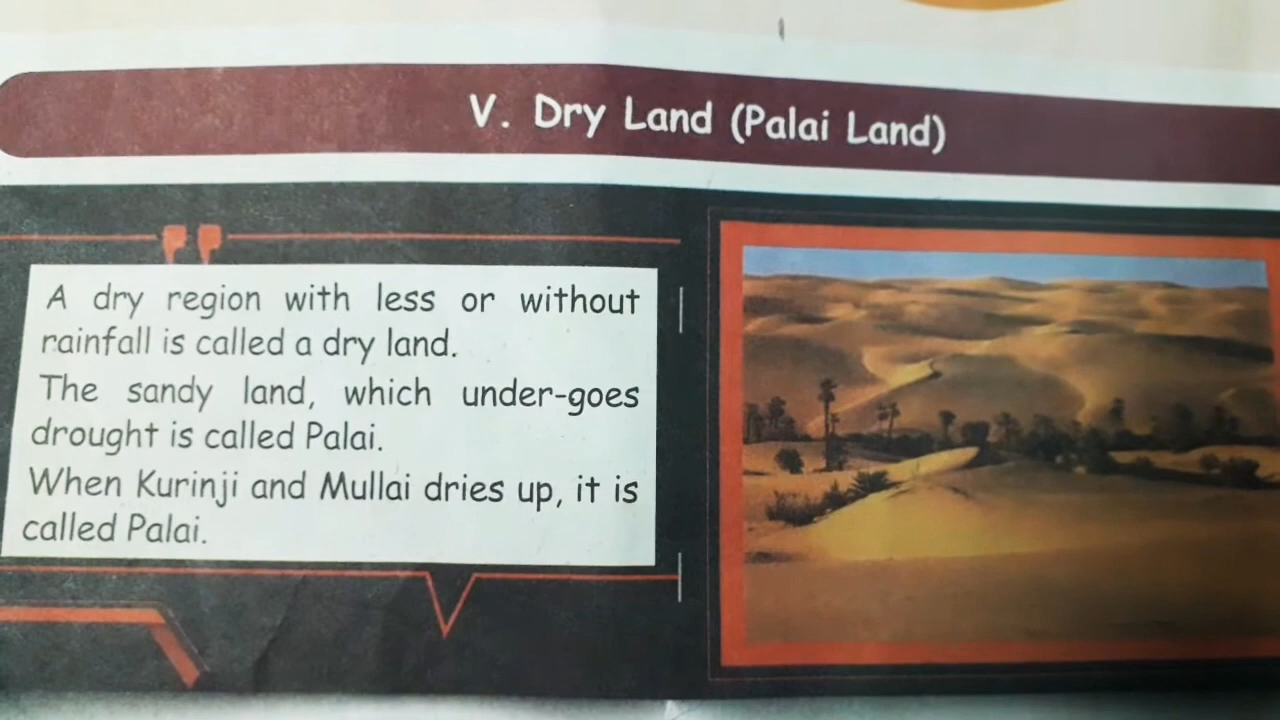 V. Dry Land (Palai Land)
A dry region with less or without
rainfall is called a dry land.
The sandy land, which under-goes
drought is called Palai.
When Kurinji and Mullai dries up, it is
called Palai.